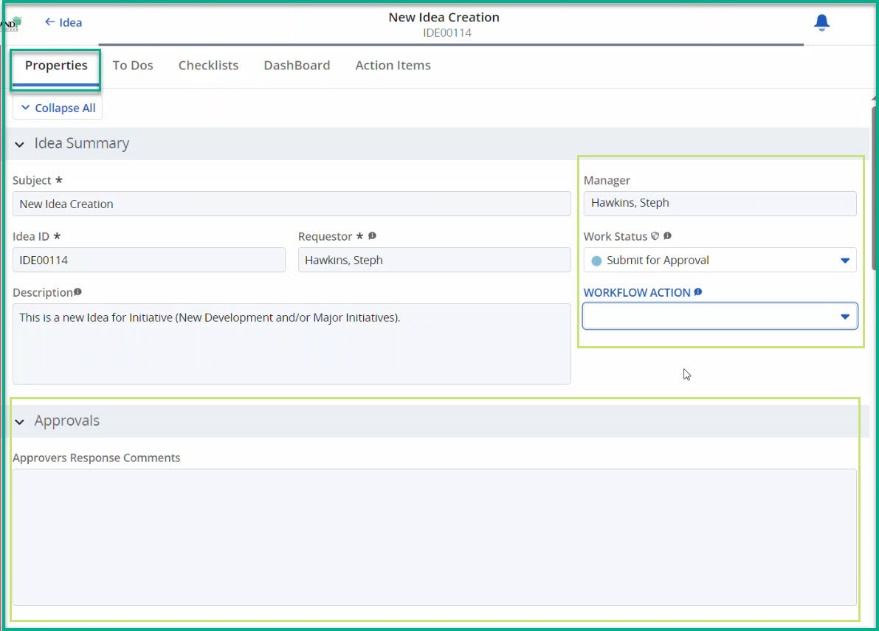 ← Idea
New Idea Creation
IDE00114
Properties
To Dos
Checklists
DashBoard
Action Items
Collapse All
Idea Summary
Subject *
New Idea Creation
Manager
Hawkins, Steph
Idea ID *
IDE00114
Requestor *
Hawkins, Steph
Work Status
Submit for Approval
Description
This is a new Idea for Initiative (New Development and/or Major Initiatives).
WORKFLOW ACTION
Approvals
Approvers Response Comments